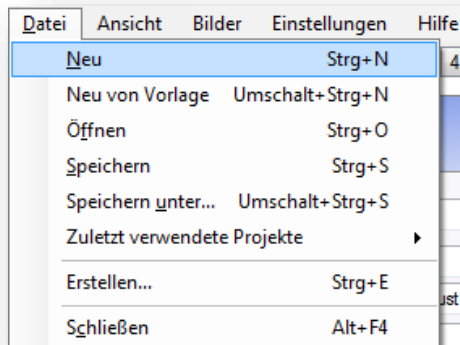 Datei Ansicht Bilder Einstellungen Hilfe
Neu Strg+N
4
Neu von Vorlage Umschalt+Strg+N
Öffnen Strg+O
Speichern Strg+S
Speichern unter... Umschalt+Strg+S
Zuletzt verwendete Projekte
Erstellen... Strg+E
Schließen Alt+F4